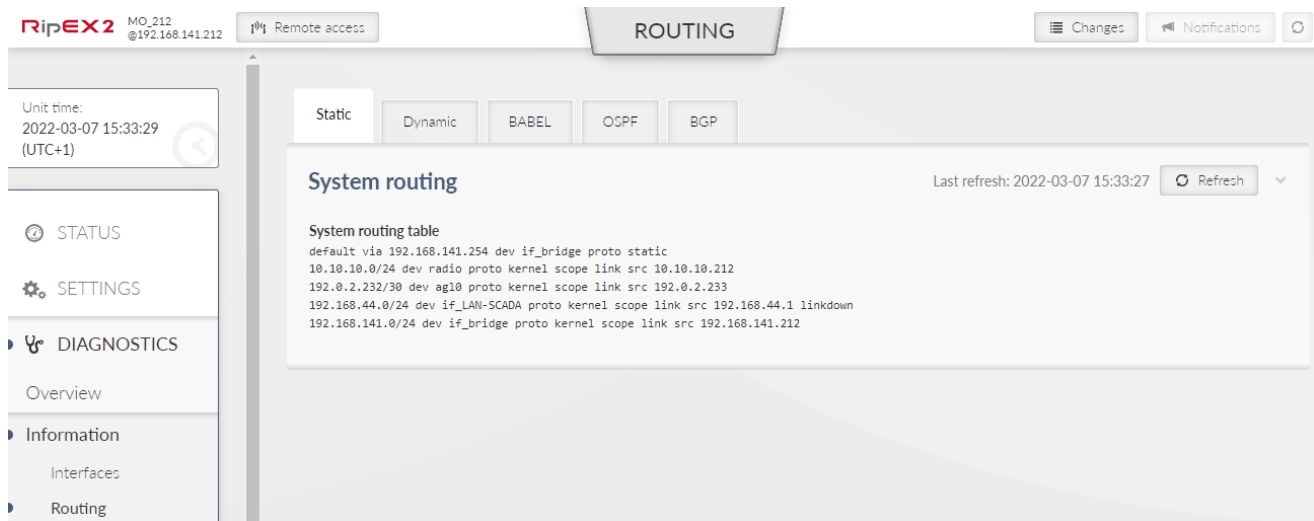 RipEX2
MO_212
@192.168.141.212
Remote access
ROUTING
Changes
Notifications
Unit time:
2022-03-07 15:33:29
(UTC+1)
Static
Dynamic
BABEL
OSPF
BGP
System routing
Last refresh: 2022-03-07 15:33:27
Refresh
System routing table
default via 192.168.141.254 dev if_bridge proto static
10.10.10.0/24 dev radio proto kernel scope link src 10.10.10.212
192.0.2.232/30 dev agl0 proto kernel scope link src 192.0.2.233
192.168.44.0/24 dev if_LAN-SCADA proto kernel scope link src 192.168.44.1 linkdown
192.168.141.0/24 dev if_bridge proto kernel scope link src 192.168.141.212
STATUS
SETTINGS
DIAGNOSTICS
Overview
Information
Interfaces
Routing